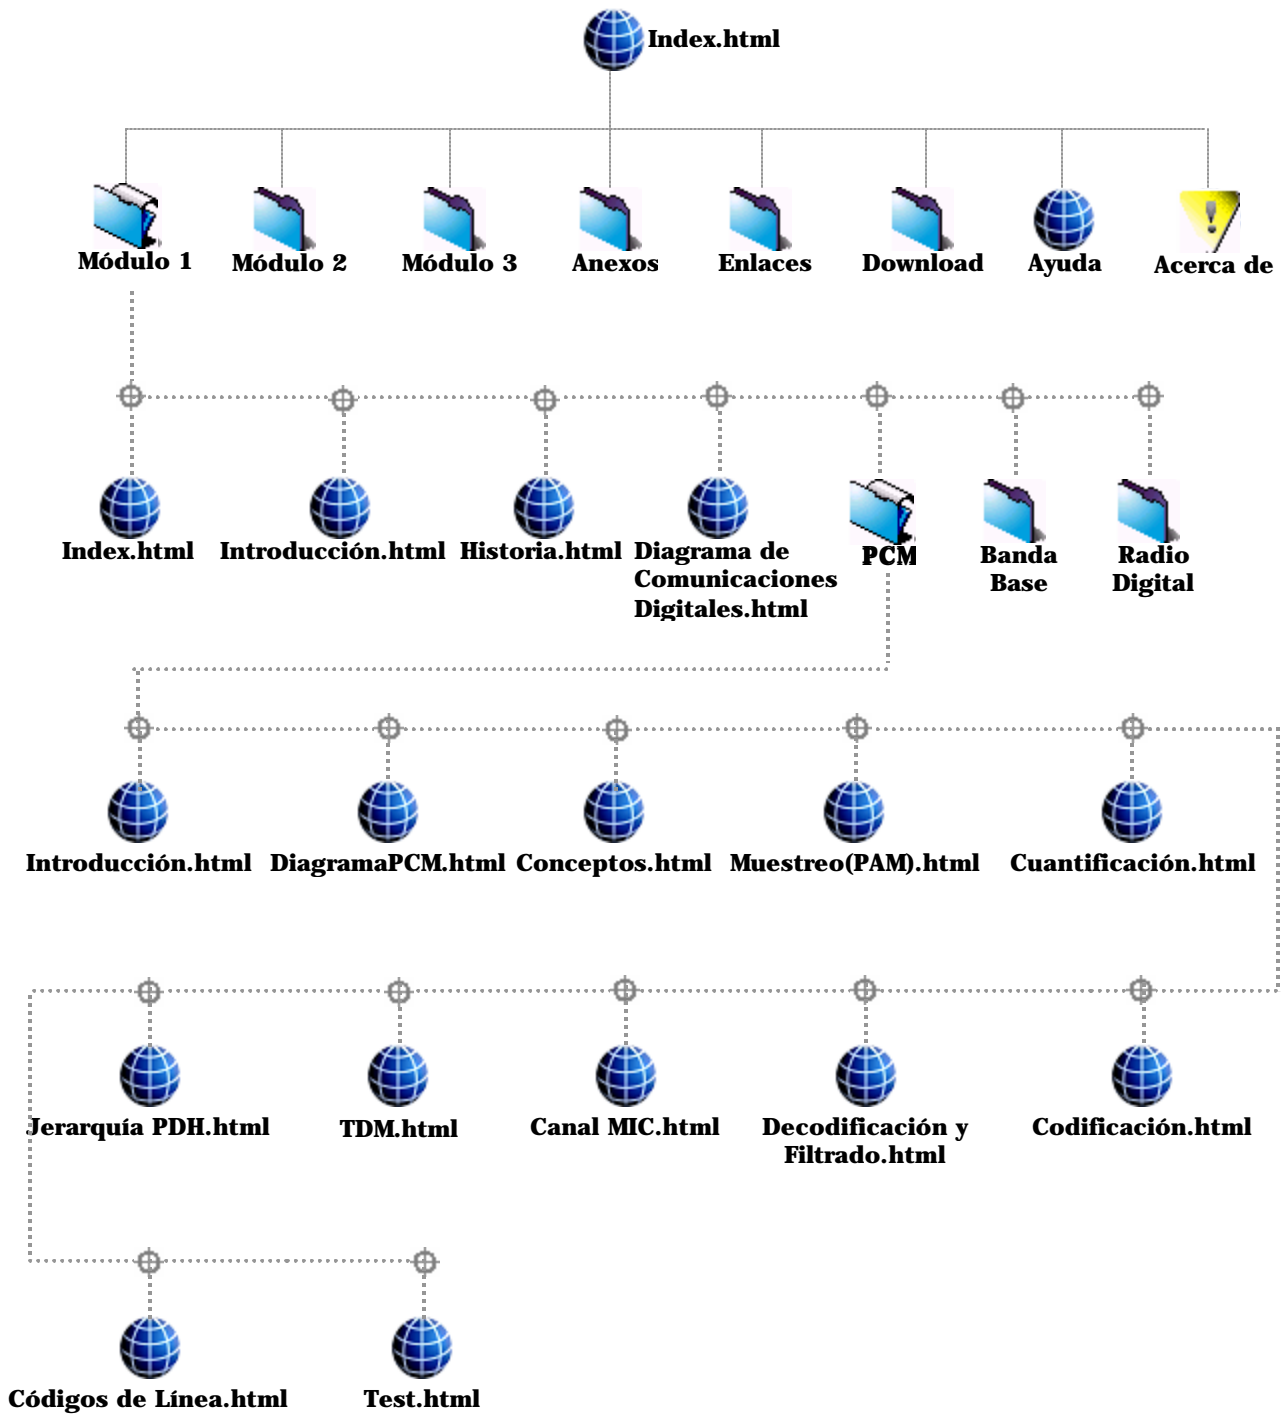 Index.html
Módulo 1
Módulo 2
Módulo 3
Anexos
Enlaces
Download
Ayuda
Acerca de
Index.html
Introducción.html
Historia.html
Diagrama de
Comunicaciones
Digitales.html
PCM
Banda
Base
Radio
Digital
Introducción.html
DiagramaPCM.html
Conceptos.html
Muestreo(PAM).html
Cuantificación.html
Jerarquía PDH.html
TDM.html
Canal MIC.html
Decodificación y
Filtrado.html
Codificación.html
Códigos de Línea.html
Test.html